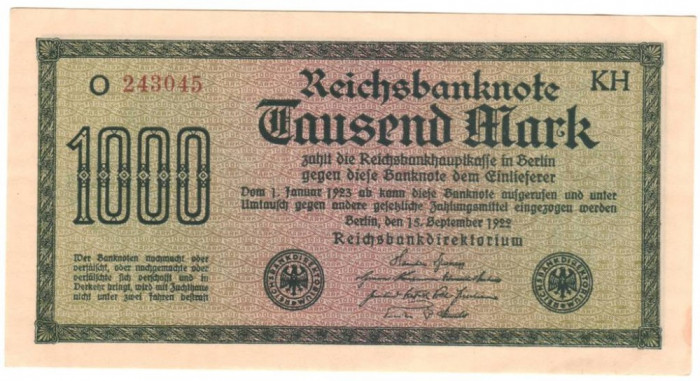 O 243045
KH
1000
Reichsbanknote
Tausend Mark
zahlt die Reichsbankhauptkasse in Berlin
gegen diese Banknote dem Einlieferer
Vom 1. Januar 1923 ab kann diese Banknote aufgerufen und unter
Umtausch gegen andere gesetzliche Zahlungsmittel eingezogen werden
Berlin, den 15. September 1922
Reichsbankdirektorium
Wer Banknoten nachmacht oder
verfälscht, oder nachgemachte oder
verfälschte sich verschafft und in
Verkehr bringt, wird mit Zuchthaus
nicht unter zwei Jahren bestraft
REICHSBANKDIREKTORIUM
REICHSBANKDIREKTORIUM